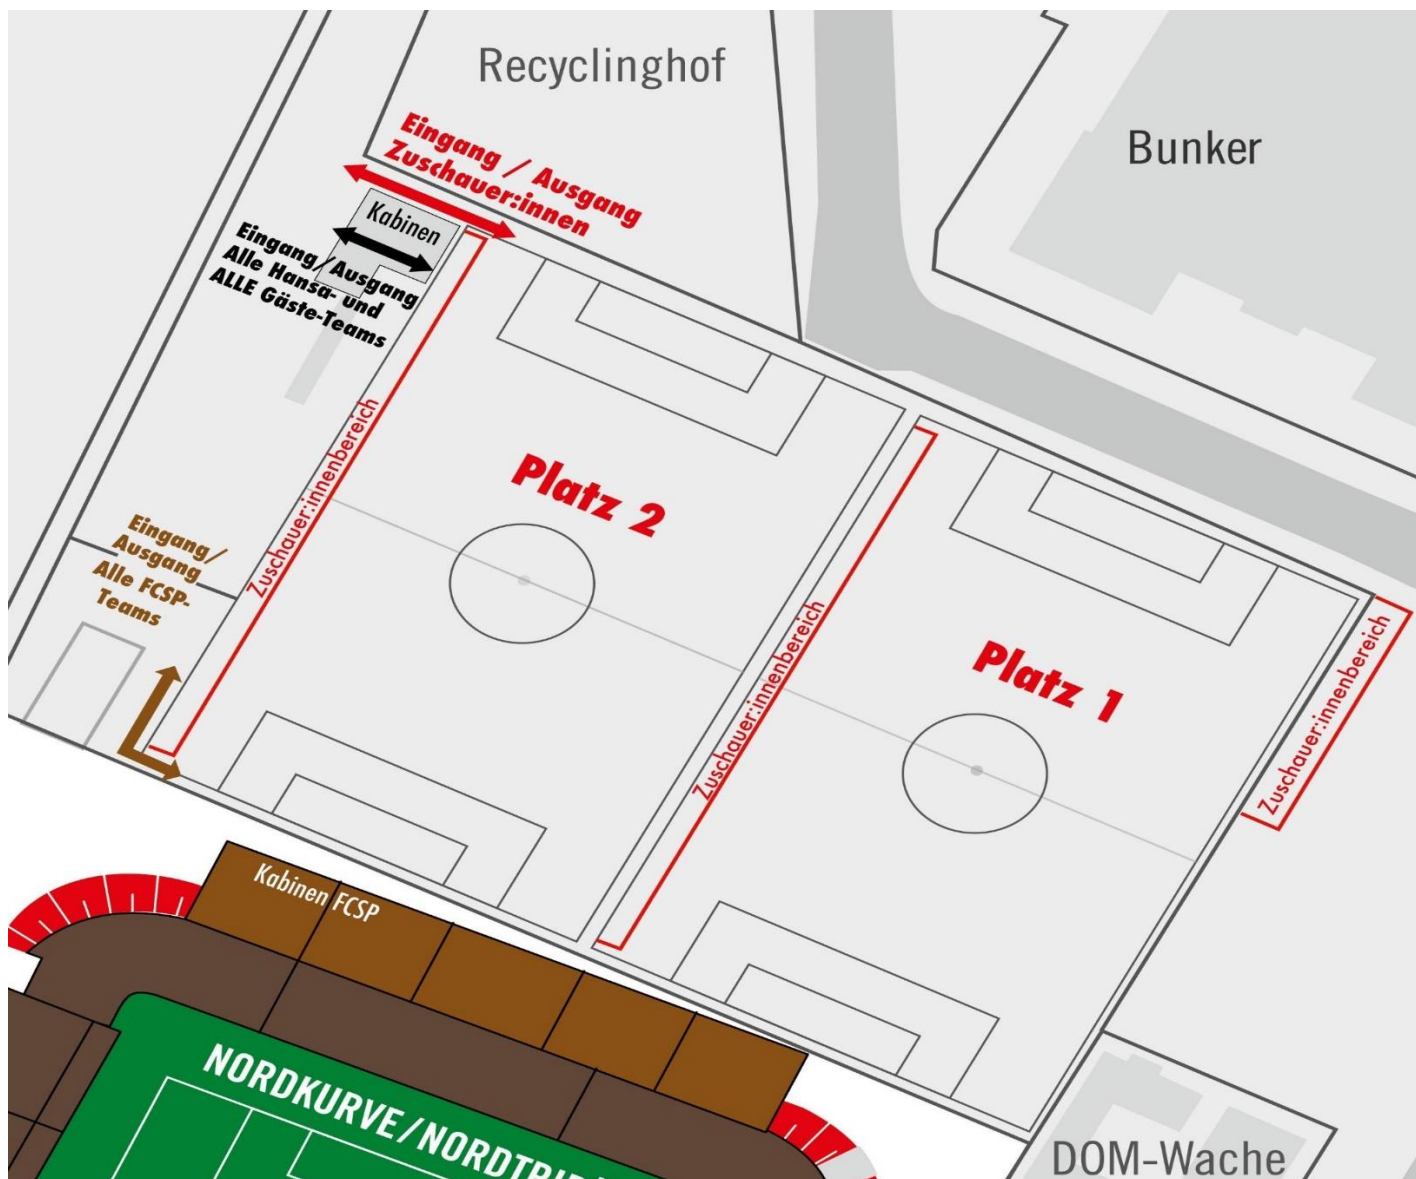 Recyclinghof
Bunker
Eingang / Ausgang
Zuschauer:innen
Kabinen
Eingang/Ausgang
Alle Hansa- und
ALLE Gäste-Teams
Zuschauer:innenbereich
Platz 2
Eingang/
Ausgang
Alle FCSP-
Teams
Zuschauer:innenbereich
Platz 1
Zuschauer:innenbereich
Kabinen FCSP
NORDKURVE/NORDTRI
DOM-Wache